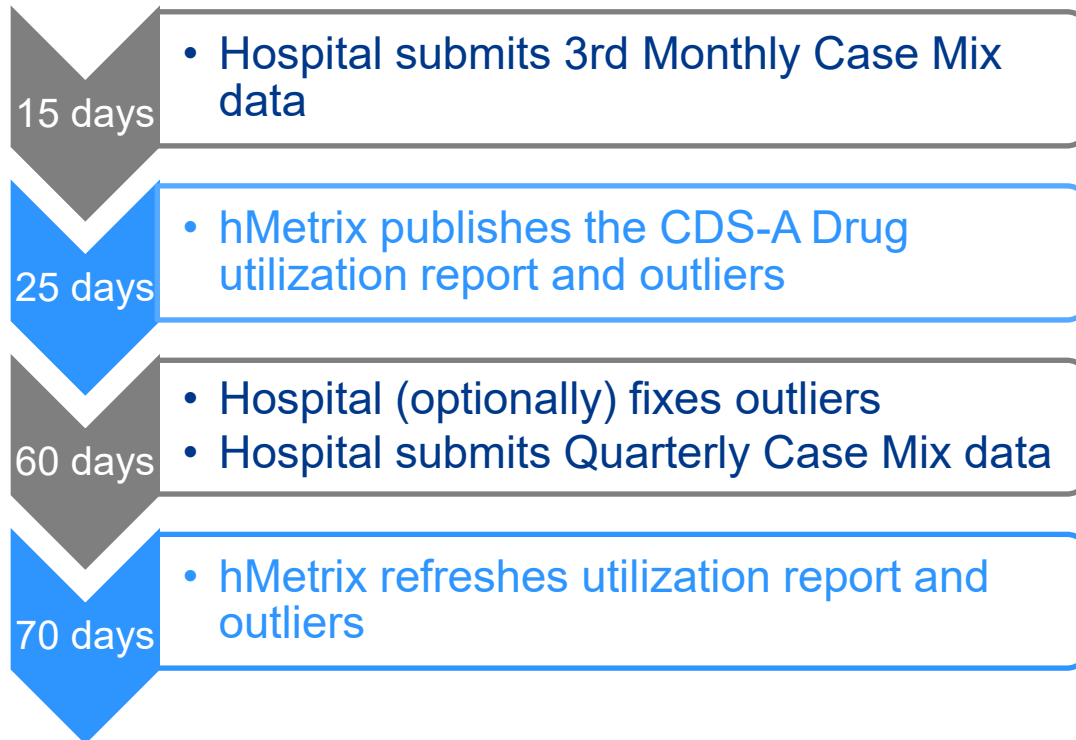 15 days
• Hospital submits 3rd Monthly Case Mix
data
25 days
• hMetrix publishes the CDS-A Drug
utilization report and outliers
60 days
• Hospital (optionally) fixes outliers
• Hospital submits Quarterly Case Mix data
70 days
• hMetrix refreshes utilization report and
outliers